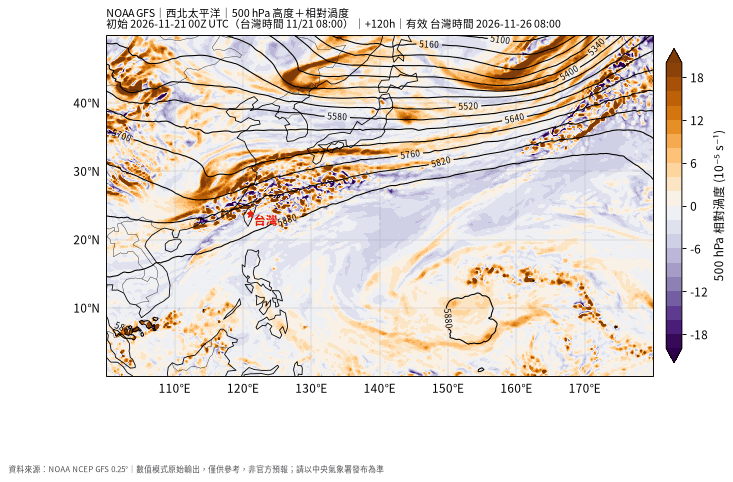 NOAA GFS｜西北太平洋｜500 hPa 高度＋相對渦度
初始 2026-11-21 00Z UTC（台灣時間 11/21 08:00）｜+120h｜有效 台灣時間 2026-11-26 08:00
5160
5100
5340
5400
5520
5580
5640
5700
5760
5820
5880
台灣
5880
40°N
30°N
20°N
10°N
110°E
120°E
130°E
140°E
150°E
160°E
170°E
18
12
6
0
-6
-12
-18
500 hPa 相對渦度 (10⁻⁵ s⁻¹)
資料來源：NOAA NCEP GFS 0.25°｜數值模式原始輸出，僅供參考，非官方預報；請以中央氣象署發布為準